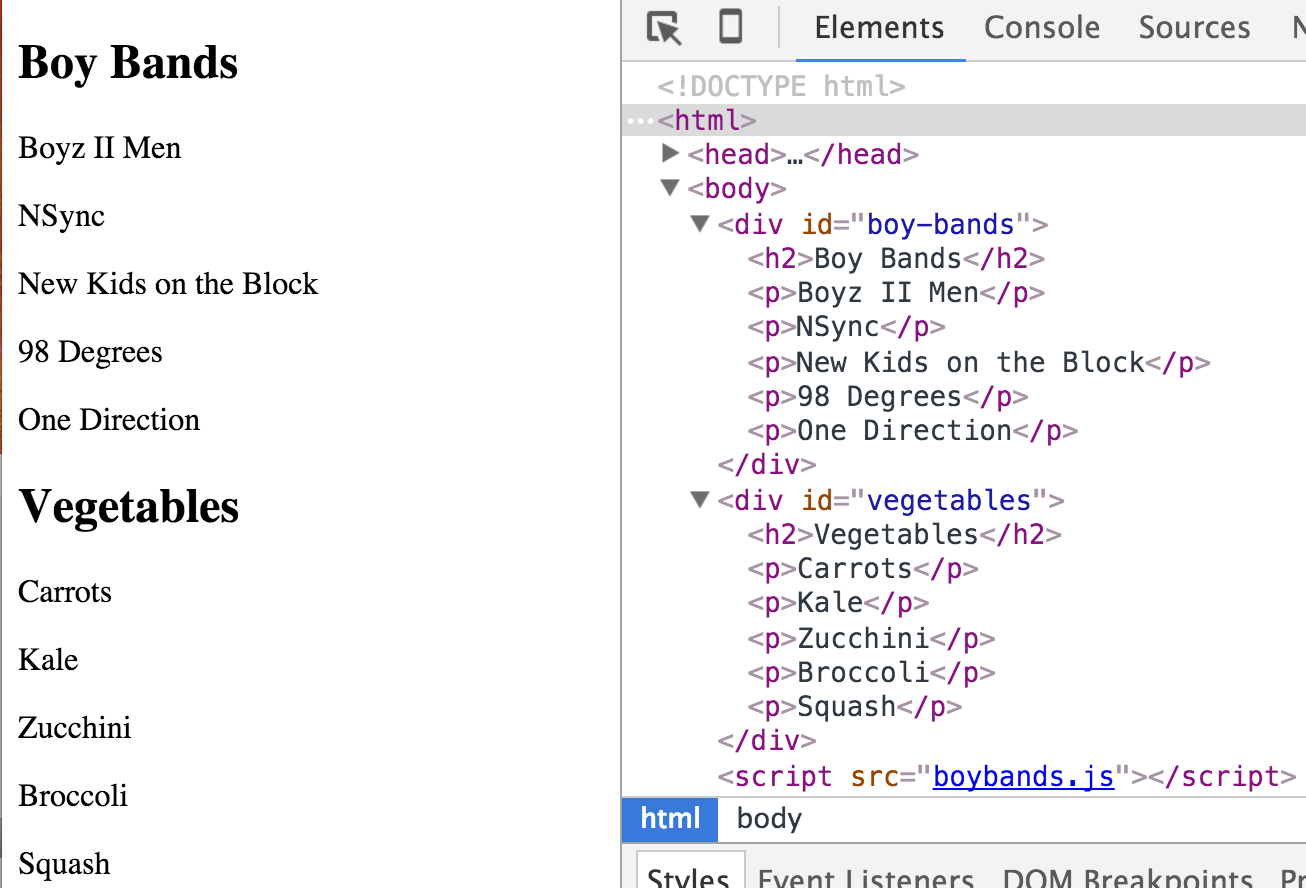 Boy Bands
Boyz II Men
NSync
New Kids on the Block
98 Degrees
One Direction
Vegetables
Carrots
Kale
Zucchini
Broccoli
Squash
Elements Console Sources
<!DOCTYPE html>
…<html>
<head>…</head>
<body>
<div id="boy-bands">
<h2>Boy Bands</h2>
<p>Boyz II Men</p>
<p>NSync</p>
<p>New Kids on the Block</p>
<p>98 Degrees</p>
<p>One Direction</p>
</div>
<div id="vegetables">
<h2>Vegetables</h2>
<p>Carrots</p>
<p>Kale</p>
<p>Zucchini</p>
<p>Broccoli</p>
<p>Squash</p>
</div>
<script src="boybands.js"></script>
html body
Styles Event Listeners DOM Breakpoints